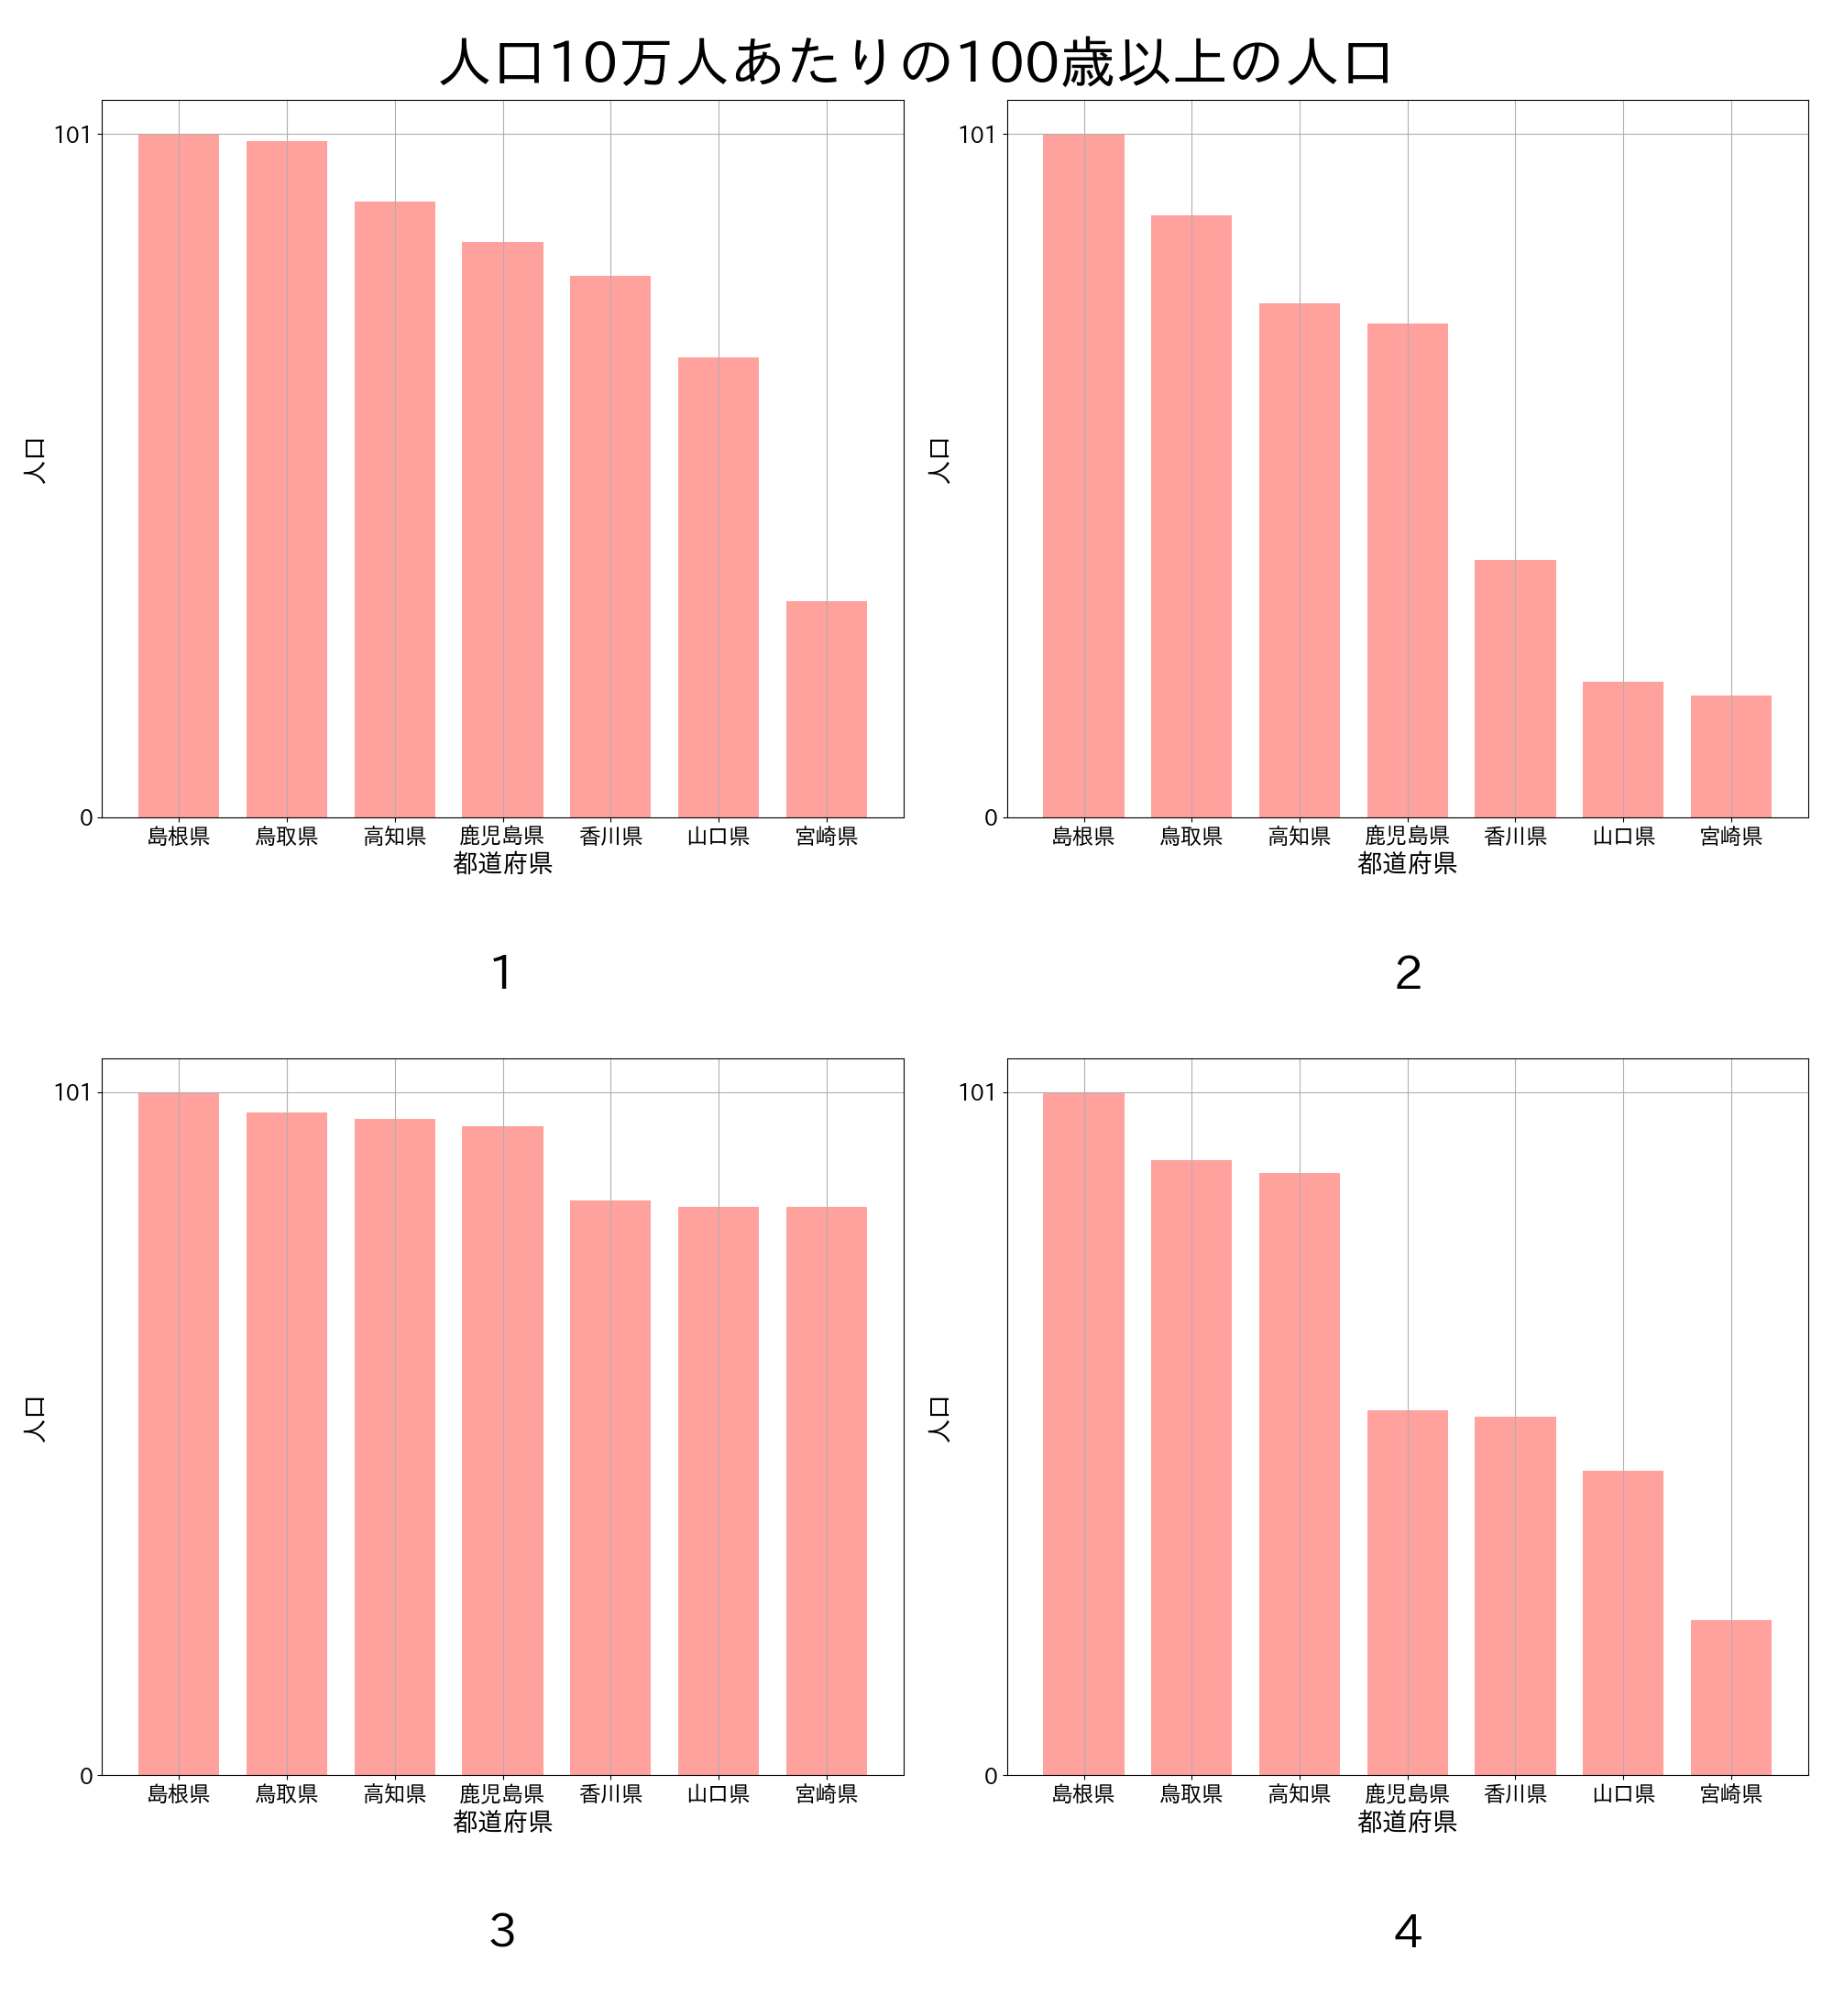 人口10万人あたりの100歳以上の人口
101
0
人口
島根県 鳥取県 高知県 鹿児島県 香川県 山口県 宮崎県
都道府県
1
101
0
人口
島根県 鳥取県 高知県 鹿児島県 香川県 山口県 宮崎県
都道府県
2
101
0
人口
島根県 鳥取県 高知県 鹿児島県 香川県 山口県 宮崎県
都道府県
3
101
0
人口
島根県 鳥取県 高知県 鹿児島県 香川県 山口県 宮崎県
都道府県
4